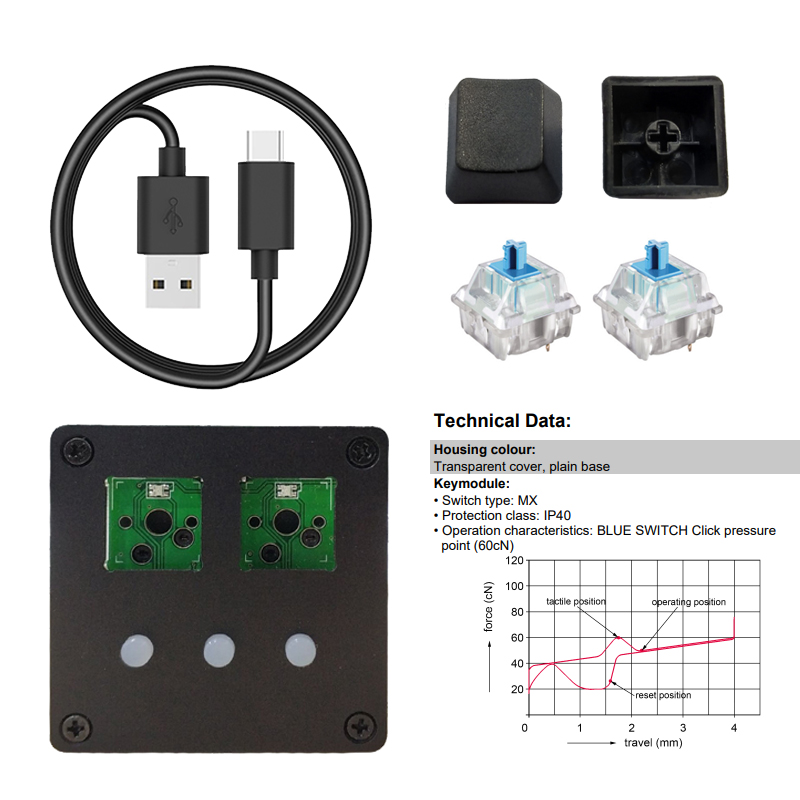 Technical Data:
Housing colour:
Transparent cover, plain base
Keymodule:
• Switch type: MX
• Protection class: IP40
• Operation characteristics: BLUE SWITCH Click pressure
point (60cN)
force (cN)
120
100
80
60
40
20
tactile position
operating position
reset position
0 1 2 3 4
travel (mm)